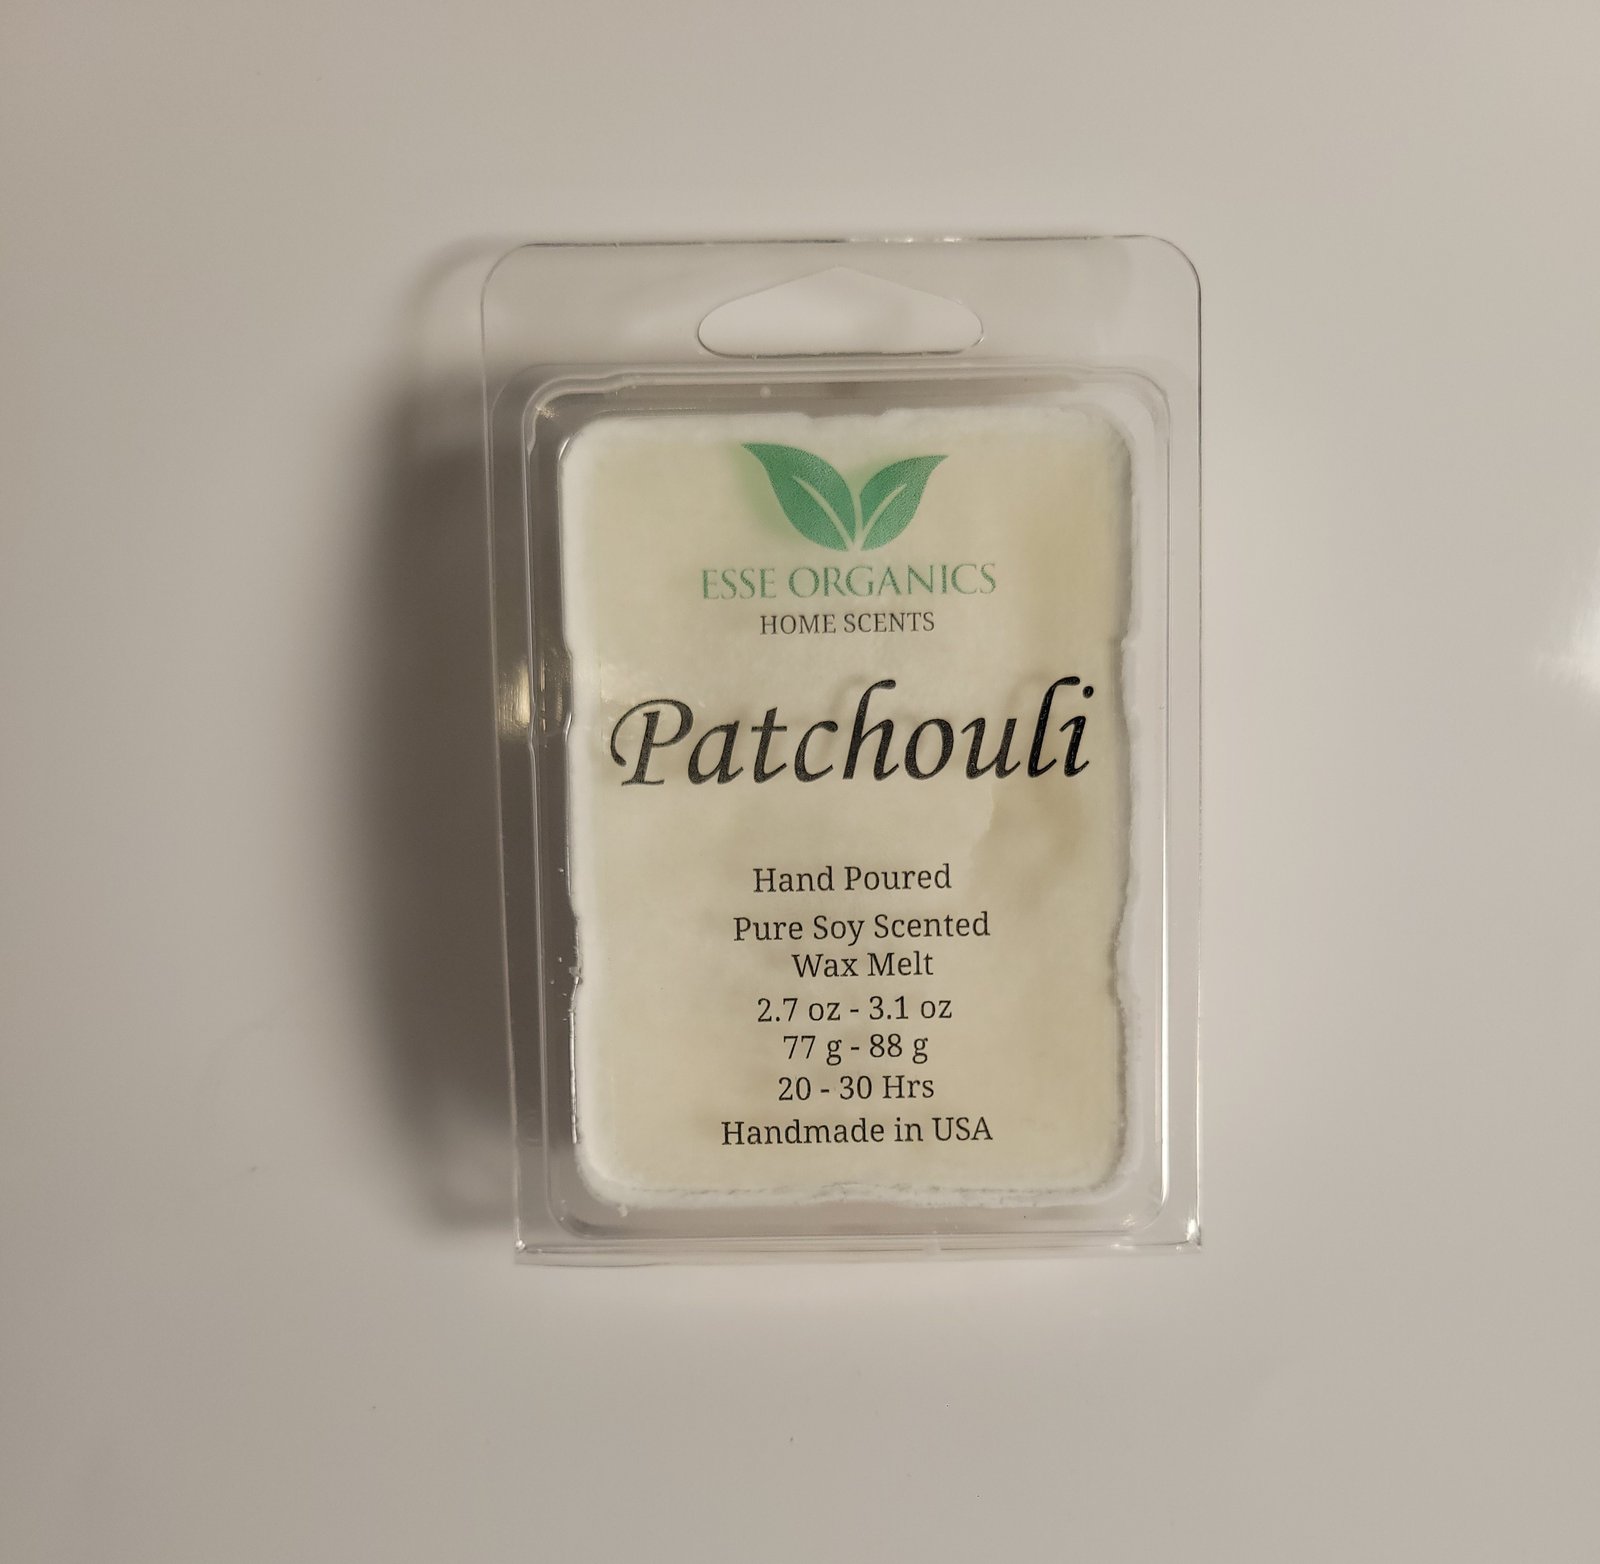 ESSE ORGANICS
HOME SCENTS
Patchouli
Hand Poured
Pure Soy Scented
Wax Melt
2.7 oz - 3.1 oz
77 g - 88 g
20 - 30 Hrs
Handmade in USA